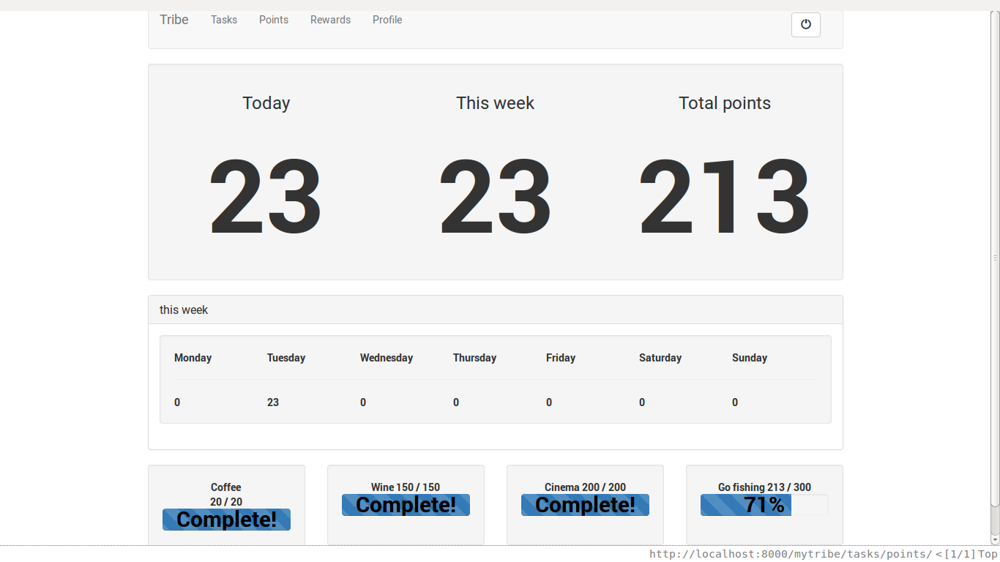 Tribe Tasks Points Rewards Profile
Today This week Total points
23 23 213
this week
Monday Tuesday Wednesday Thursday Friday Saturday Sunday
0 23 0 0 0 0 0
Coffee
20 / 20
Complete!
Wine 150 / 150
Complete!
Cinema 200 / 200
Complete!
Go fishing 213 / 300
71%
http://localhost:8000/mytribe/tasks/points/ <[1/1] Top